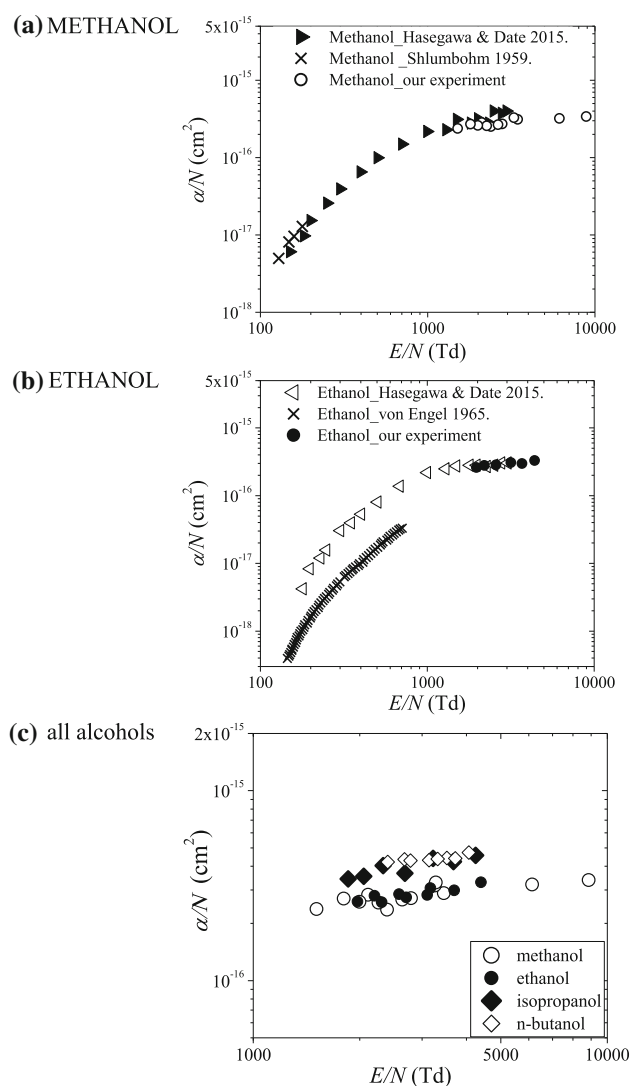 (a) METHANOL
5x10⁻¹⁵
Methanol_Hasegawa & Date 2015.
Methanol _Shlumbohm 1959.
Methanol_our experiment
10⁻¹⁵
10⁻¹⁶
10⁻¹⁷
10⁻¹⁸
α/N (cm²)
100 1000 10000
E/N (Td)
(b) ETHANOL
5x10⁻¹⁵
Ethanol_Hasegawa & Date 2015.
Ethanol_von Engel 1965.
Ethanol_our experiment
10⁻¹⁵
10⁻¹⁶
10⁻¹⁷
10⁻¹⁸
α/N (cm²)
100 1000 10000
E/N (Td)
(c) all alcohols
2x10⁻¹⁵
10⁻¹⁵
10⁻¹⁶
α/N (cm²)
methanol
ethanol
isopropanol
n-butanol
1000 5000 10000
E/N (Td)